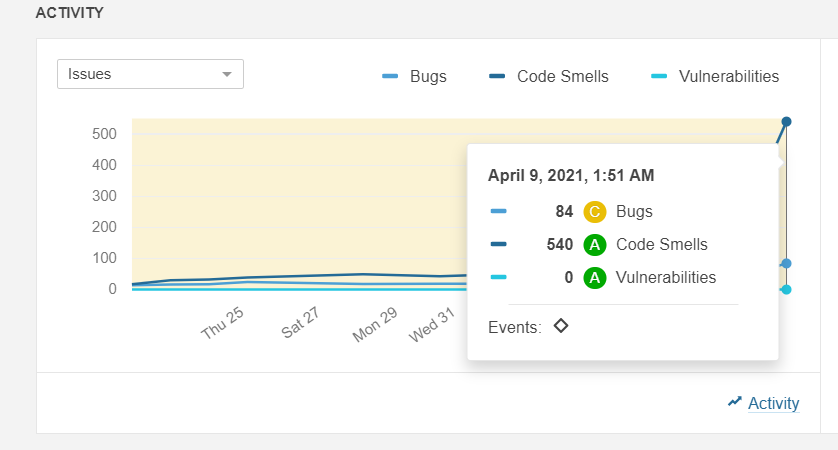 ACTIVITY
Issues
Bugs
Code Smells
Vulnerabilities
500
400
300
200
100
0
Thu 25
Sat 27
Mon 29
Wed 31
April 9, 2021, 1:51 AM
84 C Bugs
540 A Code Smells
0 A Vulnerabilities
Events:
Activity